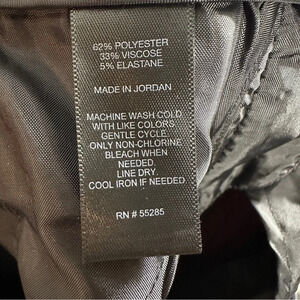 62% POLYESTER
33% VISCOSE
5% ELASTANE
MADE IN JORDAN
MACHINE WASH COLD
WITH LIKE COLORS
GENTLE CYCLE.
ONLY NON-CHLORINE
BLEACH WHEN
NEEDED.
LINE DRY.
COOL IRON IF NEEDED
RN # 55285